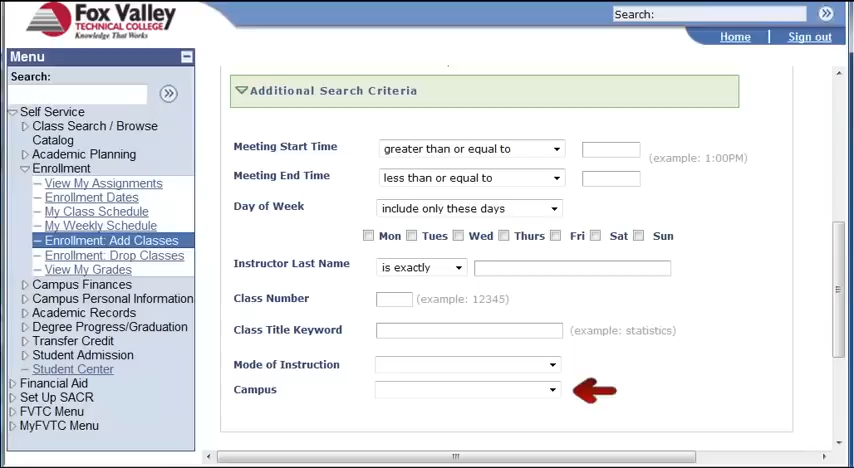 Fox Valley
TECHNICAL COLLEGE
Knowledge That Works
Search:
Home | Sign out
Menu
Search:
Self Service
Class Search / Browse
Catalog
Academic Planning
Enrollment
View My Assignments
Enrollment Dates
My Class Schedule
My Weekly Schedule
Enrollment: Add Classes
Enrollment: Drop Classes
View My Grades
Campus Finances
Campus Personal Information
Academic Records
Degree Progress/Graduation
Transfer Credit
Student Admission
Student Center
Financial Aid
Set Up SACR
FVTC Menu
MyFVTC Menu
Additional Search Criteria
Meeting Start Time greater than or equal to (example: 1:00PM)
Meeting End Time less than or equal to
Day of Week include only these days
Mon Tues Wed Thurs Fri Sat Sun
Instructor Last Name is exactly
Class Number (example: 12345)
Class Title Keyword (example: statistics)
Mode of Instruction
Campus